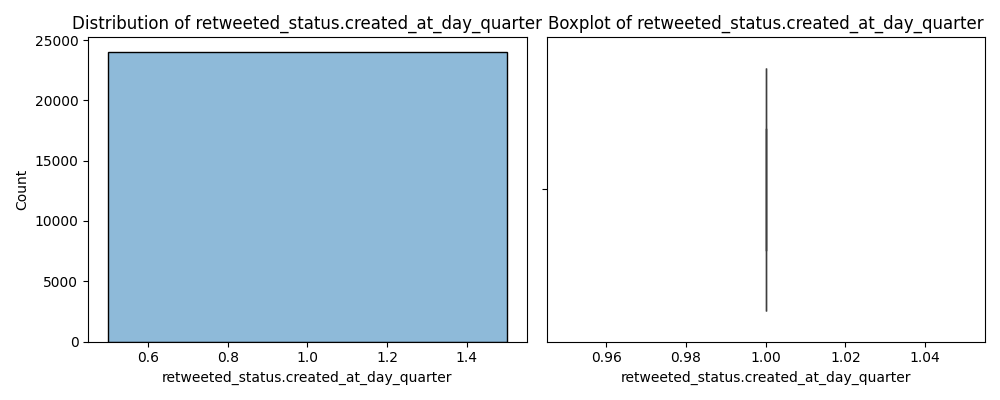 Distribution of retweeted_status.created_at_day_quarter
25000
20000
15000
10000
5000
0
Count
0.6 0.8 1.0 1.2 1.4
retweeted_status.created_at_day_quarter
Boxplot of retweeted_status.created_at_day_quarter
0.96 0.98 1.00 1.02 1.04
retweeted_status.created_at_day_quarter